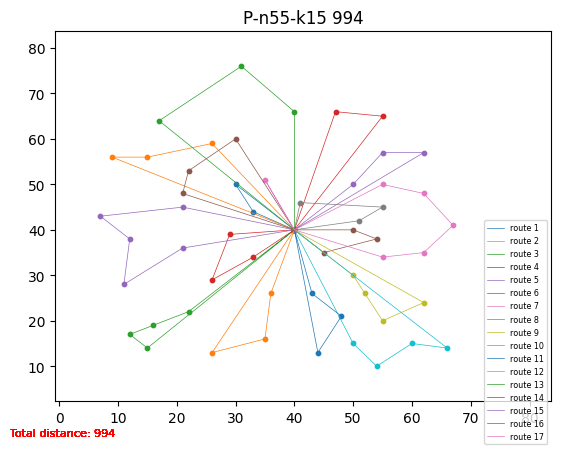 P-n55-k15 994
80
70
60
50
40
30
20
10
0 10 20 30 40 50 60 70 80
route 1
route 2
route 3
route 4
route 5
route 6
route 7
route 8
route 9
route 10
route 11
route 12
route 13
route 14
route 15
route 16
route 17
Total distance: 994